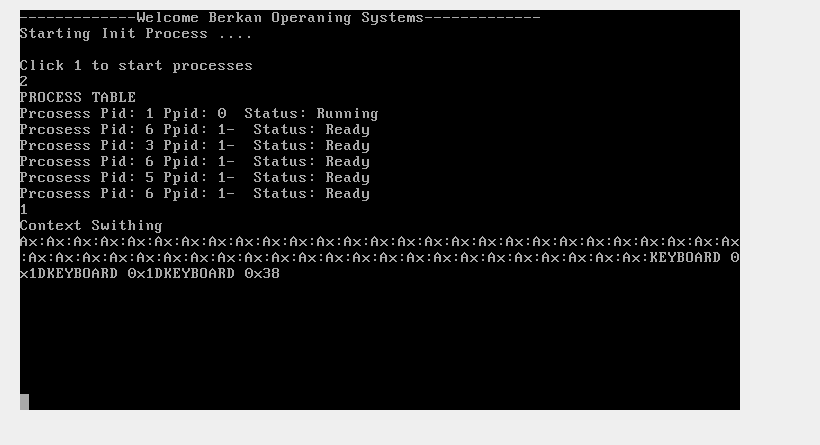 -------------Welcome Berkan Operaning Systems-------------
Starting Init Process ....
Click 1 to start processes
2
PROCESS TABLE
Prcosess Pid: 1 Ppid: 0  Status: Running
Prcosess Pid: 6 Ppid: 1-  Status: Ready
Prcosess Pid: 3 Ppid: 1-  Status: Ready
Prcosess Pid: 6 Ppid: 1-  Status: Ready
Prcosess Pid: 5 Ppid: 1-  Status: Ready
Prcosess Pid: 6 Ppid: 1-  Status: Ready
1
Context Swithing
Ax:Ax:Ax:Ax:Ax:Ax:Ax:Ax:Ax:Ax:Ax:Ax:Ax:Ax:Ax:Ax:Ax:Ax:Ax:Ax:Ax:Ax:Ax:Ax:Ax:Ax:Ax
:Ax:Ax:Ax:Ax:Ax:Ax:Ax:Ax:Ax:Ax:Ax:Ax:Ax:Ax:Ax:Ax:Ax:Ax:Ax:Ax:Ax:Ax:Ax:KEYBOARD 0
x1DKEYBOARD 0x1DKEYBOARD 0x38